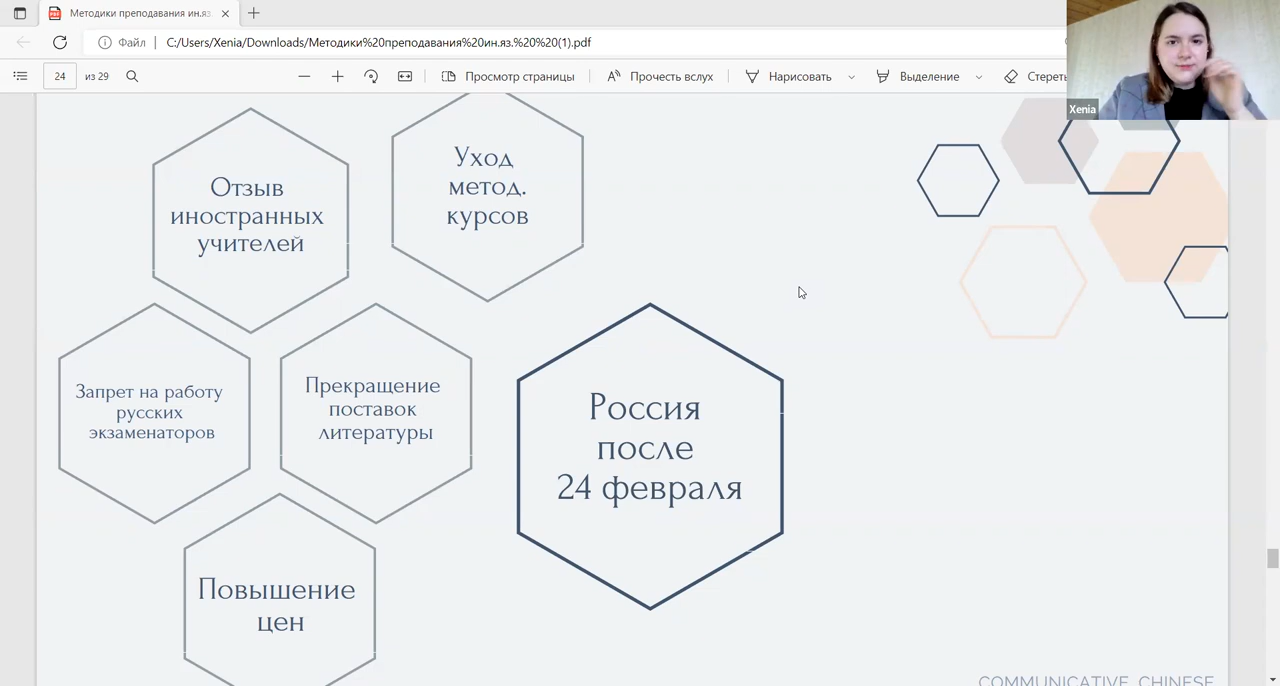 Методики преподавания ин.яз.
Файл
C:/Users/Xenia/Downloads/Методики%20преподавания%20ин.яз.%20%20(1).pdf
24
из 29
Просмотр страницы
Прочесть вслух
Нарисовать
Выделение
Стереть
Xenia
Уход
метод.
курсов
Отзыв
иностранных
учителей
Запрет на работу
русских
экзаменаторов
Прекращение
поставок
литературы
Россия
после
24 февраля
Повышение
цен
COMMUNICATIVE CHINESE